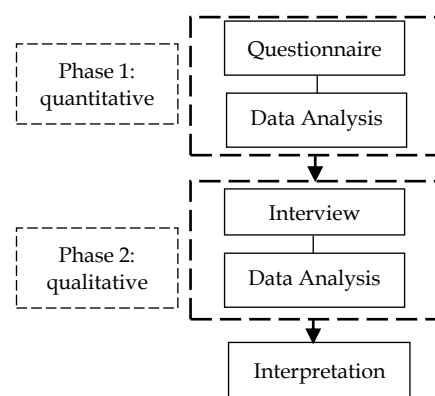 Phase 1:
quantitative
Questionnaire
Data Analysis
Phase 2:
qualitative
Interview
Data Analysis
Interpretation